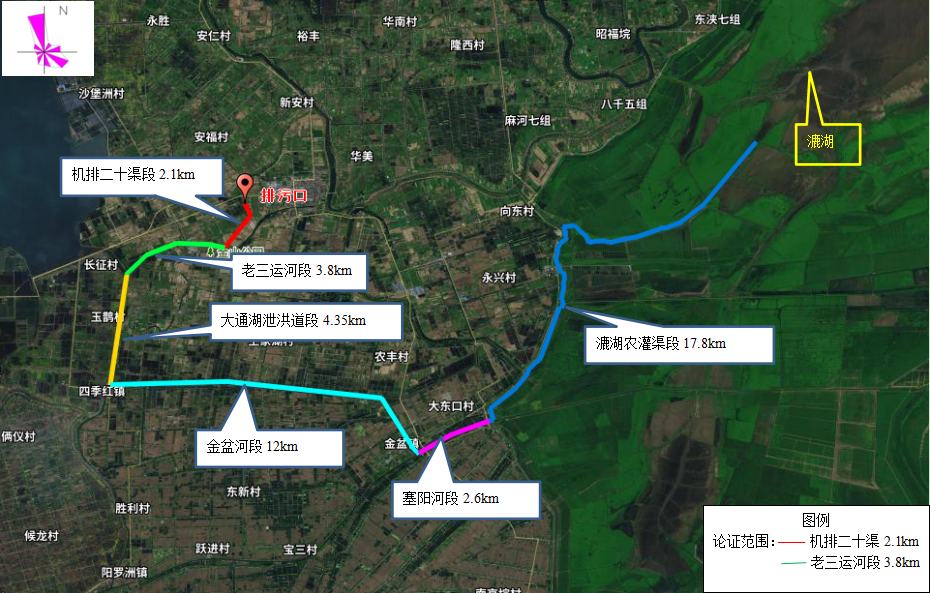 N
永胜
安仁村
裕丰
华南村
隆西村
昭福垸
东浃七组
沙堡洲村
新安村
八千五组
麻河七组
安福村
华美
漉湖
机排二十渠段 2.1km
排污口
向东村
长征村
老三运河段 3.8km
永兴村
玉鹊村
大通湖泄洪道段 4.35km
农丰村
漉湖农灌渠段 17.8km
四季红镇
大东口村
俩仪村
金盆河段 12km
金盆镇
东新村
塞阳河段 2.6km
胜利村
候龙村
跃进村
宝三村
阳罗洲镇
图例
论证范围：
机排二十渠 2.1km
老三运河段 3.8km